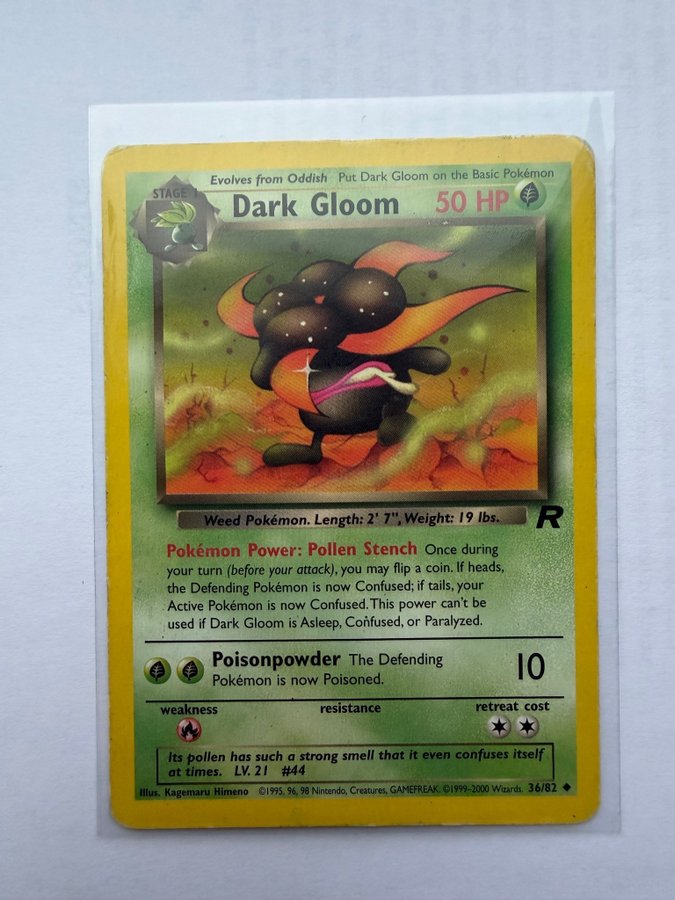 Evolves from Oddish Put Dark Gloom on the Basic Pokémon
STAGE 1
Dark Gloom 50 HP
Weed Pokémon. Length: 2' 7", Weight: 19 lbs.
R
Pokémon Power: Pollen Stench Once during
your turn (before your attack), you may flip a coin. If heads,
the Defending Pokémon is now Confused; if tails, your
Active Pokémon is now Confused. This power can't be
used if Dark Gloom is Asleep, Confused, or Paralyzed.
Poisonpowder The Defending 10
Pokémon is now Poisoned.
weakness resistance retreat cost
Its pollen has such a strong smell that it even confuses itself
at times. LV. 21 #44
Illus. Kagemaru Himeno ©1995, 96, 98 Nintendo, Creatures, GAMEFREAK. ©1999-2000 Wizards. 36/82